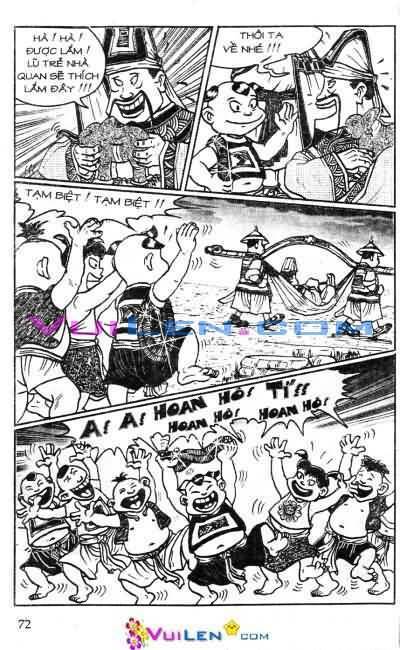 HÀ! HÀ!
ĐƯỢC LẮM!
LŨ TRẺ NHÀ
QUAN SẼ THÍCH
LẮM ĐÂY!!!
THÔI TA
VỀ NHÉ!!!
TẠM BIỆT! TẠM BIỆT!!
VUILEN.COM
A! A! HOAN HÔ! TÍ!!
HOAN HÔ! HOAN HÔ!
72
VUILEN.COM